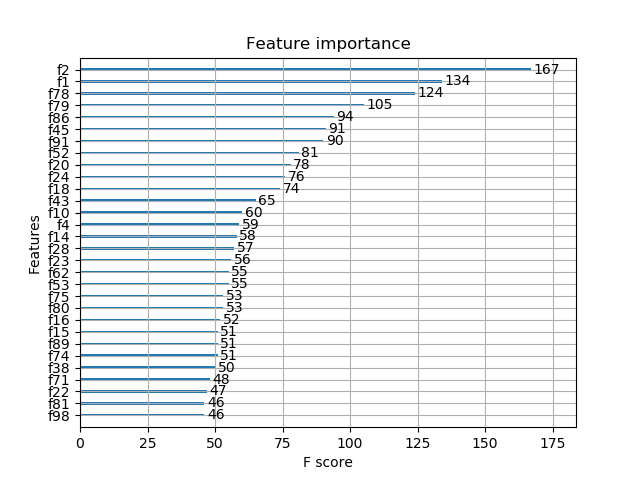 Feature importance
f2 167
f1 134
f78 124
f79 105
f86 94
f45 91
f91 90
f52 81
f20 78
f24 76
f18 74
f43 65
f10 60
f4 59
f14 58
f28 57
f23 56
f62 55
f53 55
f75 53
f80 53
f16 52
f15 51
f89 51
f74 51
f38 50
f71 48
f22 47
f81 46
f98 46
Features
0 25 50 75 100 125 150 175
F score